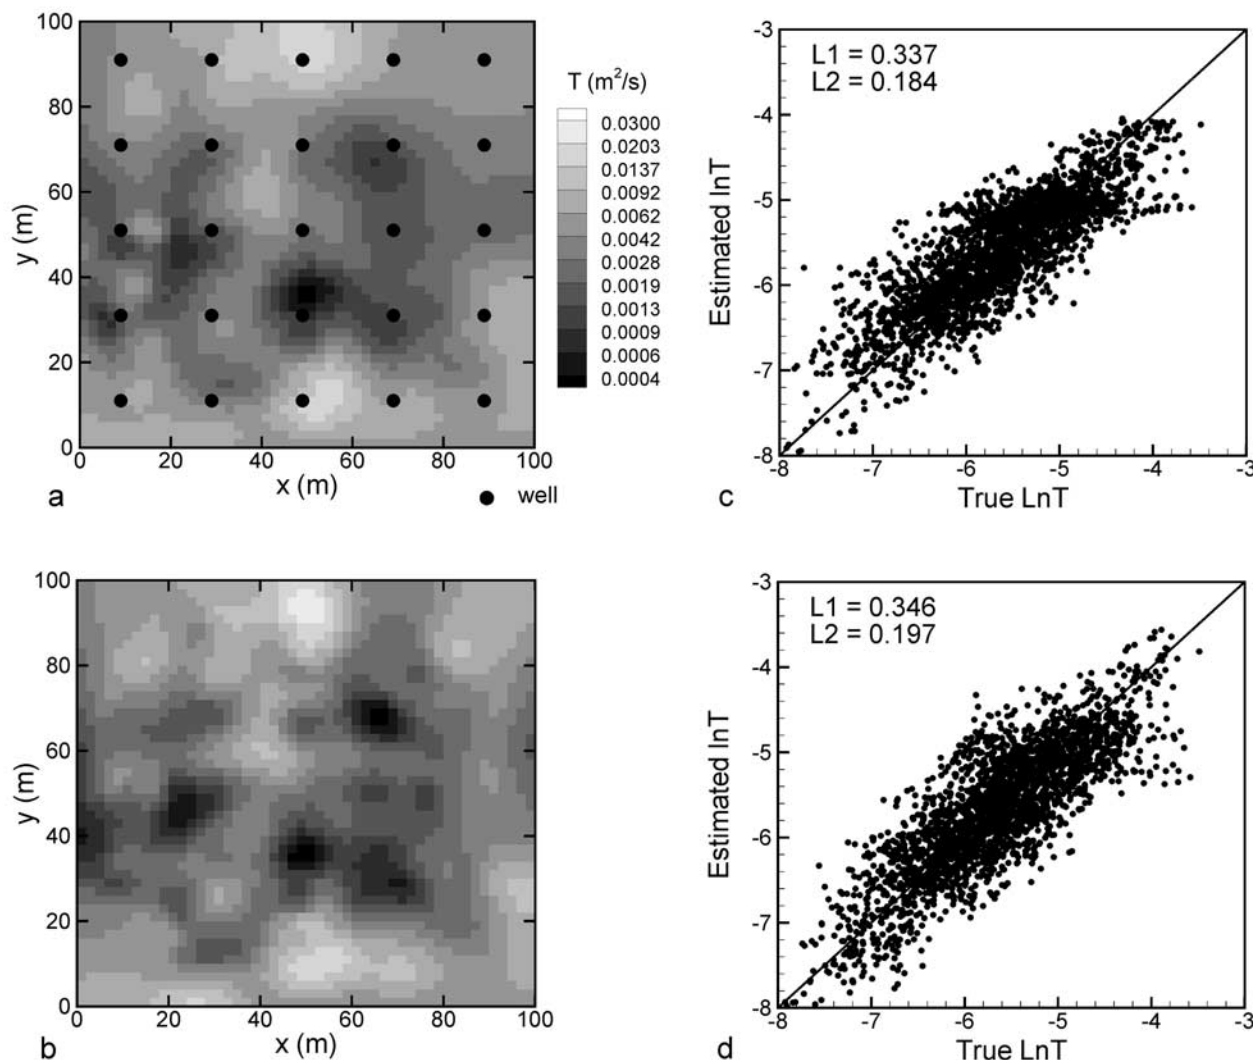 100
80
60
40
20
0
y (m)
0 20 40 60 80 100
x (m)
a
well
T (m²/s)
0.0300
0.0203
0.0137
0.0092
0.0062
0.0042
0.0028
0.0019
0.0013
0.0009
0.0006
0.0004
L1 = 0.337
L2 = 0.184
-3
-4
-5
-6
-7
-8
Estimated lnT
-8 -7 -6 -5 -4 -3
True LnT
c
100
80
60
40
20
0
y (m)
0 20 40 60 80 100
x (m)
b
L1 = 0.346
L2 = 0.197
-3
-4
-5
-6
-7
-8
Estimated lnT
-8 -7 -6 -5 -4 -3
True LnT
d